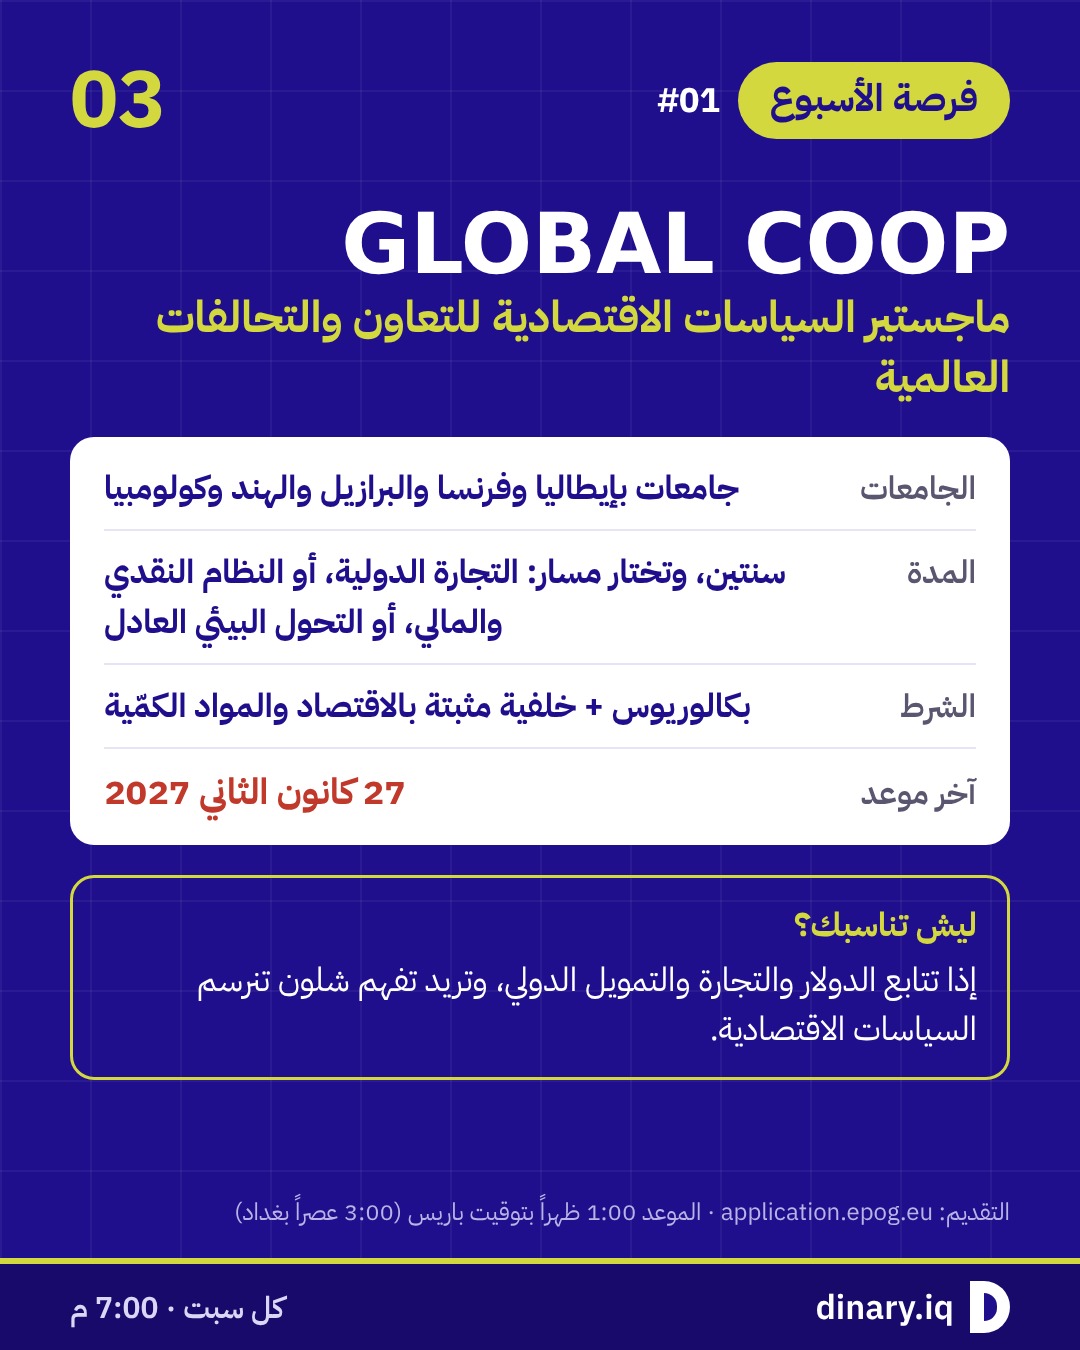 فرصة الأسبوع #01
03
GLOBAL COOP
ماجستير السياسات الاقتصادية للتعاون والتحالفات
العالمية
الجامعات جامعات بإيطاليا وفرنسا والبرازيل والهند وكولومبيا
المدة سنتين، وتختار مسار: التجارة الدولية، أو النظام النقدي
والمالي، أو التحول البيئي العادل
الشرط بكالوريوس + خلفية مثبتة بالاقتصاد والمواد الكمّية
آخر موعد 27 كانون الثاني 2027
ليش تناسبك؟
إذا تتابع الدولار والتجارة والتمويل الدولي، وتريد تفهم شلون تنرسم
السياسات الاقتصادية.
التقديم: application.epog.eu · الموعد 1:00 ظهراً بتوقيت باريس (3:00 عصراً بغداد)
D dinary.iq
كل سبت · 7:00 م